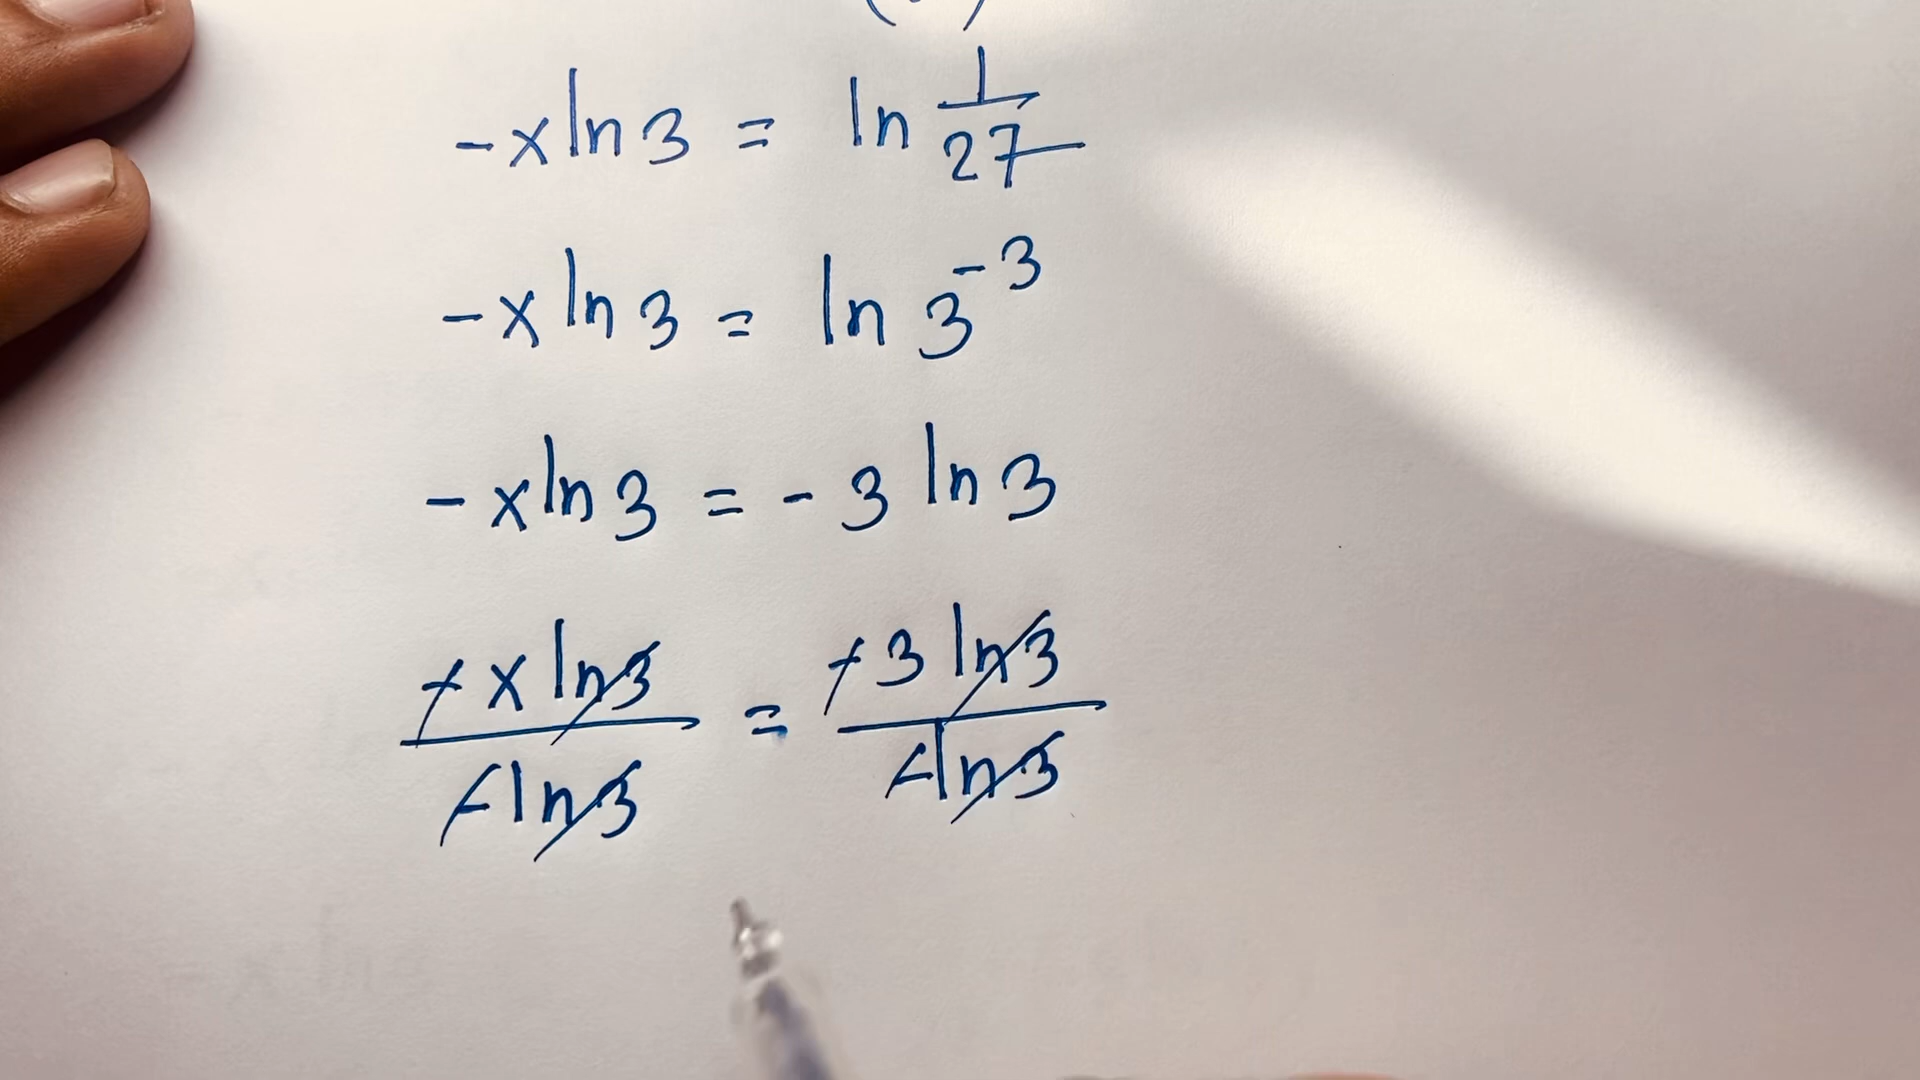 -x ln 3 = ln 1/27
-x ln 3 = ln 3^-3
-x ln 3 = -3 ln 3
-x ln 3 / -ln 3 = -3 ln 3 / -ln 3